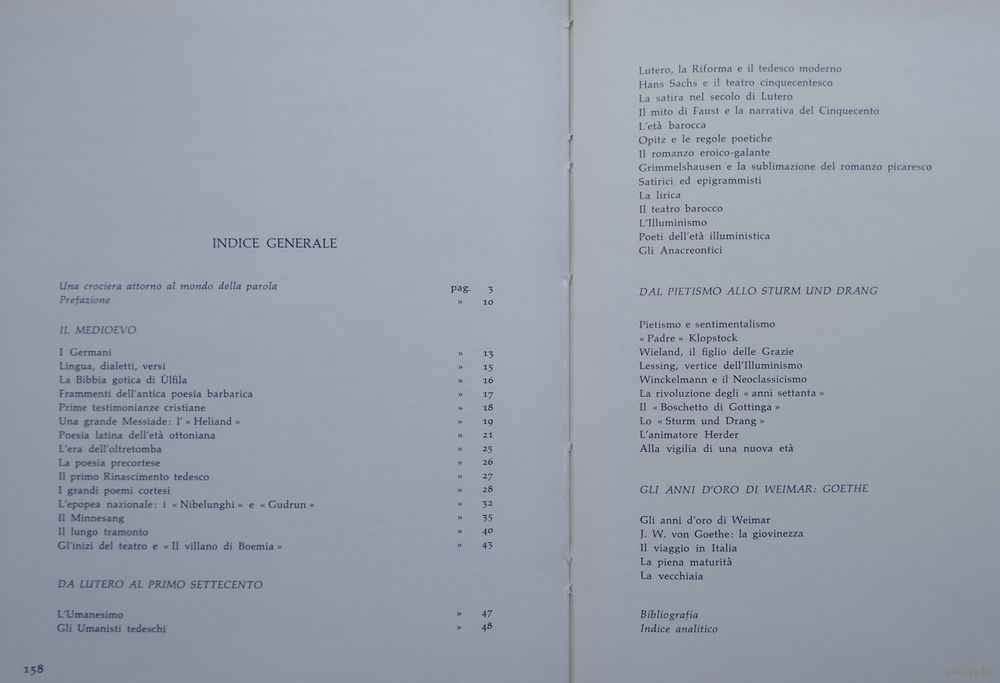 INDICE GENERALE
Una crociera attorno al mondo della parola pag. 3
Prefazione » 10
IL MEDIOEVO
I Germani » 13
Lingua, dialetti, versi » 15
La Bibbia gotica di Ùlfila » 16
Frammenti dell'antica poesia barbarica » 17
Prime testimonianze cristiane » 18
Una grande Messiade: l' « Heliand » » 19
Poesia latina dell'età ottoniana » 21
L'era dell'oltretomba » 25
La poesia precortese » 26
Il primo Rinascimento tedesco » 27
I grandi poemi cortesi » 28
L'epopea nazionale: i « Nibelunghi » e « Gudrun » » 32
Il Minnesang » 35
Il lungo tramonto » 40
Gl'inizi del teatro e « Il villano di Boemia » » 43
DA LUTERO AL PRIMO SETTECENTO
L'Umanesimo » 47
Gli Umanisti tedeschi » 48
158
Lutero, la Riforma e il tedesco moderno
Hans Sachs e il teatro cinquecentesco
La satira nel secolo di Lutero
Il mito di Faust e la narrativa del Cinquecento
L'età barocca
Opitz e le regole poetiche
Il romanzo eroico-galante
Grimmelshausen e la sublimazione del romanzo picaresco
Satirici ed epigrammisti
La lirica
Il teatro barocco
L'Illuminismo
Poeti dell'età illuministica
Gli Anacreontici
DAL PIETISMO ALLO STURM UND DRANG
Pietismo e sentimentalismo
« Padre » Klopstock
Wieland, il figlio delle Grazie
Lessing, vertice dell'Illuminismo
Winckelmann e il Neoclassicismo
La rivoluzione degli « anni settanta »
Il « Boschetto di Gottinga »
Lo « Sturm und Drang »
L'animatore Herder
Alla vigilia di una nuova età
GLI ANNI D'ORO DI WEIMAR: GOETHE
Gli anni d'oro di Weimar
J. W. von Goethe: la giovinezza
Il viaggio in Italia
La piena maturità
La vecchiaia
Bibliografia
Indice analitico